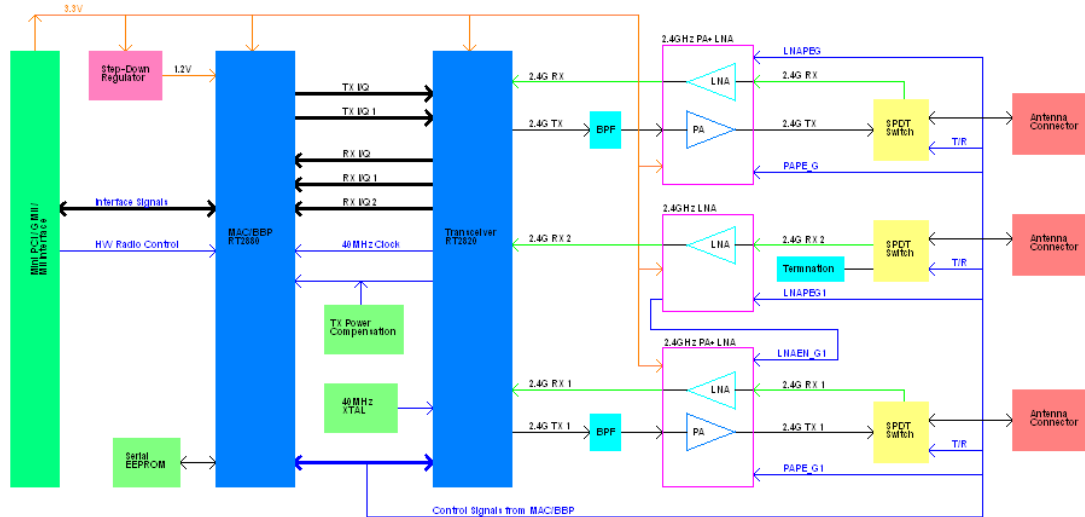 3.3V
2.4GHz PA+ LNA
LNAPEG
Step-Down
Regulator
1.2V
TX I/Q
TX I/Q 1
RX I/Q
RX I/Q 1
RX I/Q 2
2.4G RX
LNA
2.4G RX
2.4G TX
BPF
PA
2.4G TX
SPDT
Switch
Antenna
Connector
T/R
PAPE_G
Mini PCI / GMII /
MII Interface
Interface Signals
HW Radio Control
MAC/BBP
RT2880
40MHz Clock
Transceiver
RT2820
2.4GHz LNA
2.4G RX 2
LNA
2.4G RX 2
Termnation
SPDT
Switch
Antenna
Connector
T/R
LNAPEG1
TX Power
Compensation
2.4GHz PA+ LNA
LNAEN_G1
40MHz
XTAL
2.4G RX 1
LNA
2.4G RX 1
2.4G TX 1
BPF
PA
2.4G TX 1
SPDT
Switch
Antenna
Connector
T/R
PAPE_G1
Serial
EEPROM
Control Signals from MAC/BBP